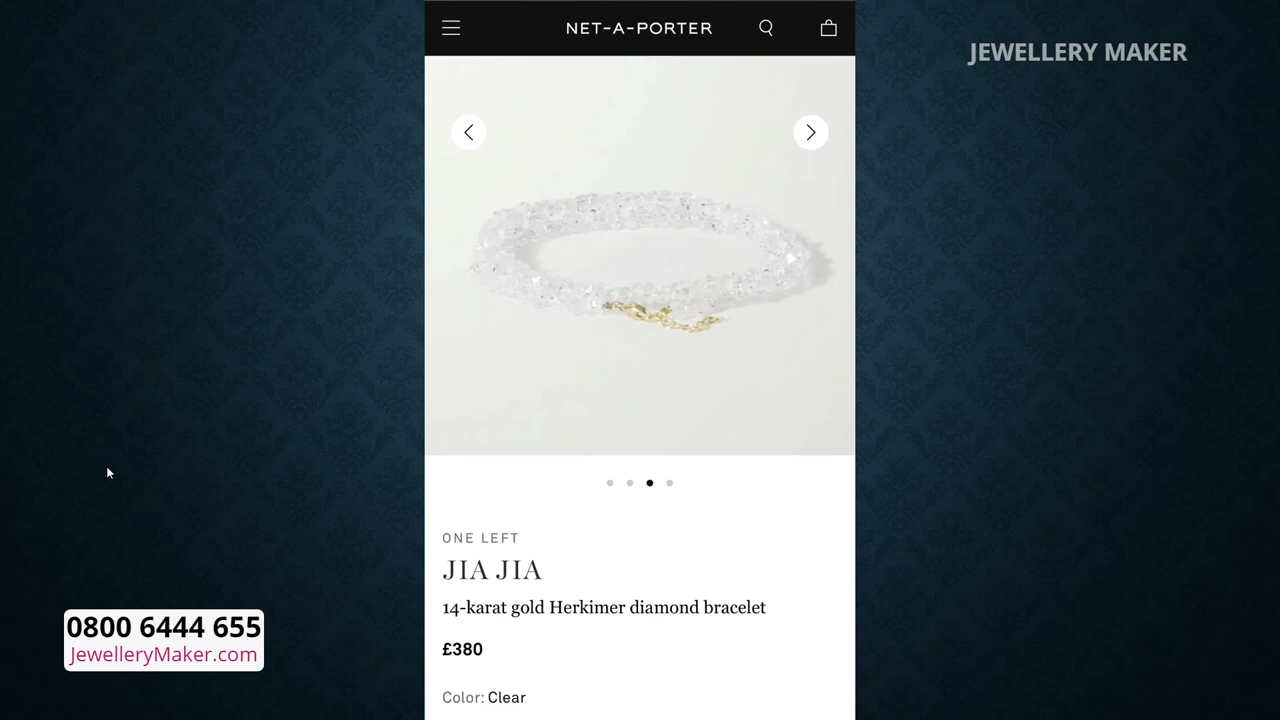 NET-A-PORTER
JEWELLERY MAKER
ONE LEFT
JIA JIA
14-karat gold Herkimer diamond bracelet
£380
Color: Clear
0800 6444 655
JewelleryMaker.com